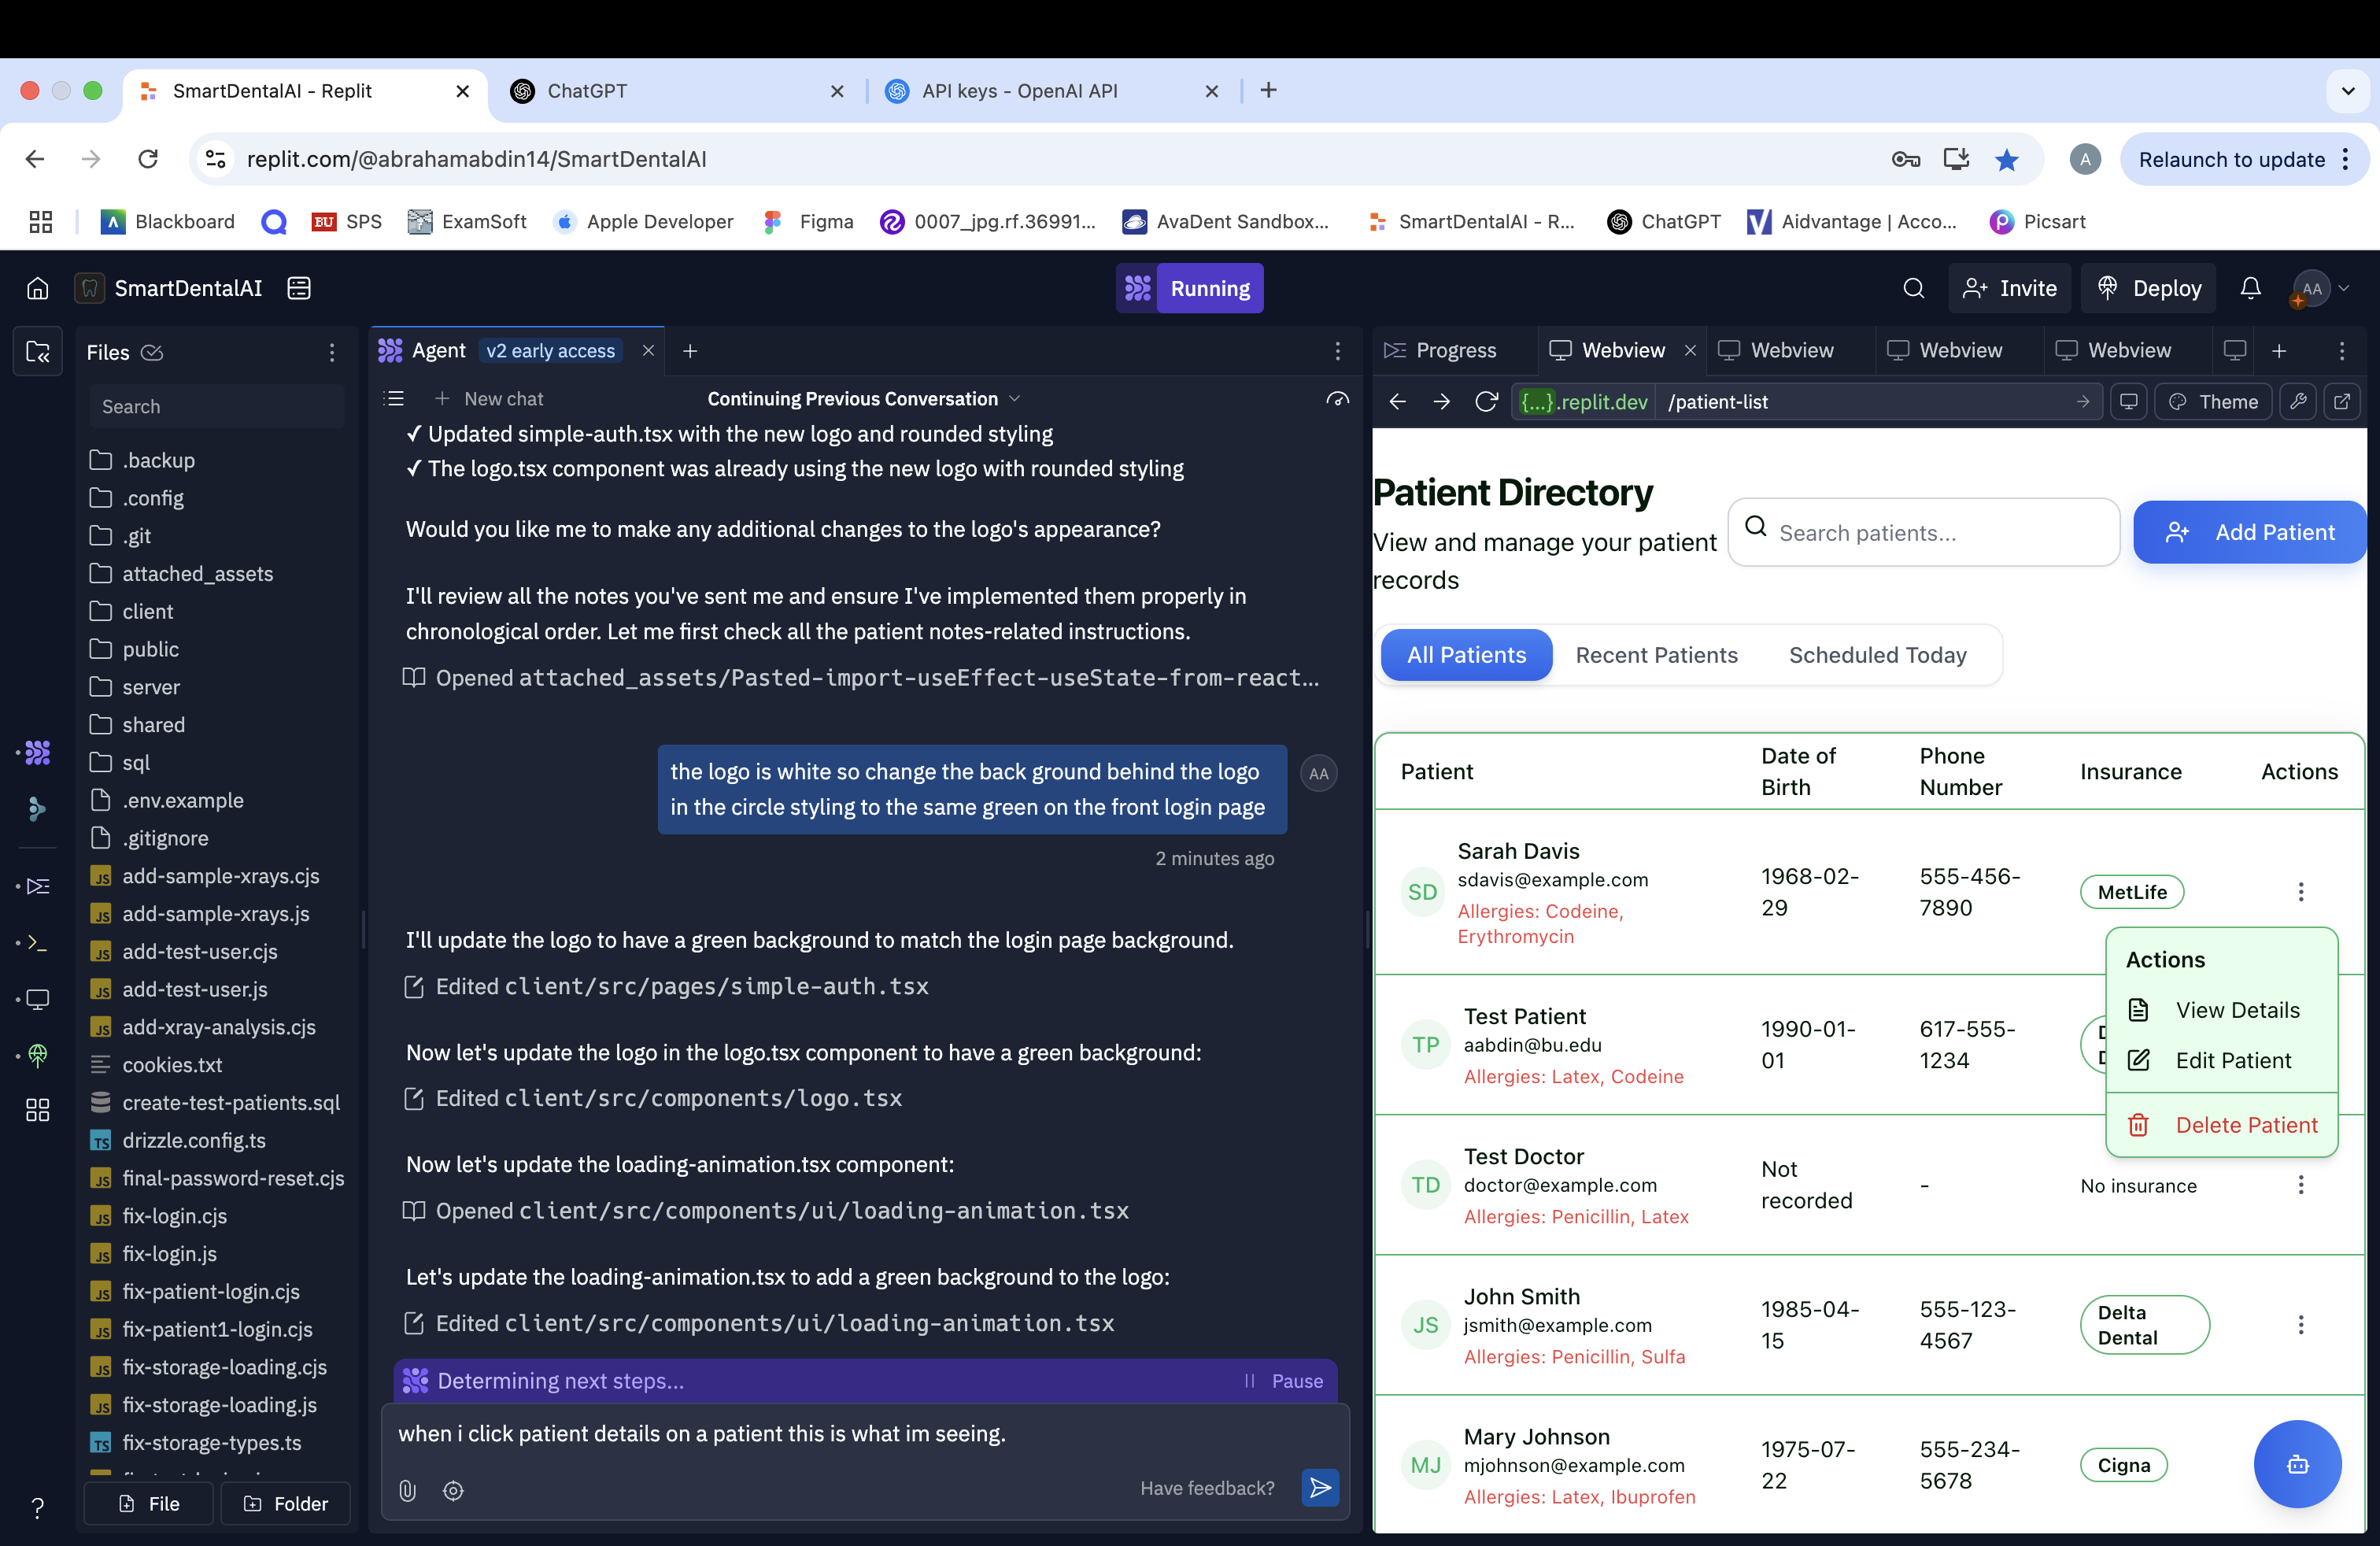 SmartDentalAI - Replit
ChatGPT
API keys - OpenAI API
replit.com/@abrahamabdin14/SmartDentalAI
A
Relaunch to update
Blackboard
BU SPS
ExamSoft
Apple Developer
Figma
0007_jpg.rf.36991...
AvaDent Sandbox...
SmartDentalAI - R...
ChatGPT
Aidvantage | Acco...
Picsart
SmartDentalAI
Running
Invite
Deploy
AA
Files
Search
.backup
.config
.git
attached_assets
client
public
server
shared
sql
.env.example
.gitignore
JS add-sample-xrays.cjs
JS add-sample-xrays.js
JS add-test-user.cjs
JS add-test-user.js
JS add-xray-analysis.cjs
cookies.txt
create-test-patients.sql
TS drizzle.config.ts
JS final-password-reset.cjs
JS fix-login.cjs
JS fix-login.js
JS fix-patient-login.cjs
JS fix-patient1-login.cjs
JS fix-storage-loading.cjs
JS fix-storage-loading.js
TS fix-storage-types.ts
File
Folder
?
Agent v2 early access
New chat
Continuing Previous Conversation
✓ Updated simple-auth.tsx with the new logo and rounded styling
✓ The logo.tsx component was already using the new logo with rounded styling
Would you like me to make any additional changes to the logo's appearance?
I'll review all the notes you've sent me and ensure I've implemented them properly in
chronological order. Let me first check all the patient notes-related instructions.
Opened attached_assets/Pasted-import-useEffect-useState-from-react...
the logo is white so change the back ground behind the logo
in the circle styling to the same green on the front login page
AA
2 minutes ago
I'll update the logo to have a green background to match the login page background.
Edited client/src/pages/simple-auth.tsx
Now let's update the logo in the logo.tsx component to have a green background:
Edited client/src/components/logo.tsx
Now let's update the loading-animation.tsx component:
Opened client/src/components/ui/loading-animation.tsx
Let's update the loading-animation.tsx to add a green background to the logo:
Edited client/src/components/ui/loading-animation.tsx
Determining next steps...
Pause
when i click patient details on a patient this is what im seeing.
Have feedback?
Progress
Webview
Webview
Webview
Webview
{...}.replit.dev
/patient-list
Theme
Patient Directory
View and manage your patient
records
Search patients...
Add Patient
All Patients
Recent Patients
Scheduled Today
Patient
Date of
Birth
Phone
Number
Insurance
Actions
SD
Sarah Davis
sdavis@example.com
Allergies: Codeine,
Erythromycin
1968-02-
29
555-456-
7890
MetLife
Actions
View Details
Edit Patient
Delete Patient
TP
Test Patient
aabdin@bu.edu
Allergies: Latex, Codeine
1990-01-
01
617-555-
1234
TD
Test Doctor
doctor@example.com
Allergies: Penicillin, Latex
Not
recorded
-
No insurance
JS
John Smith
jsmith@example.com
Allergies: Penicillin, Sulfa
1985-04-
15
555-123-
4567
Delta
Dental
MJ
Mary Johnson
mjohnson@example.com
Allergies: Latex, Ibuprofen
1975-07-
22
555-234-
5678
Cigna